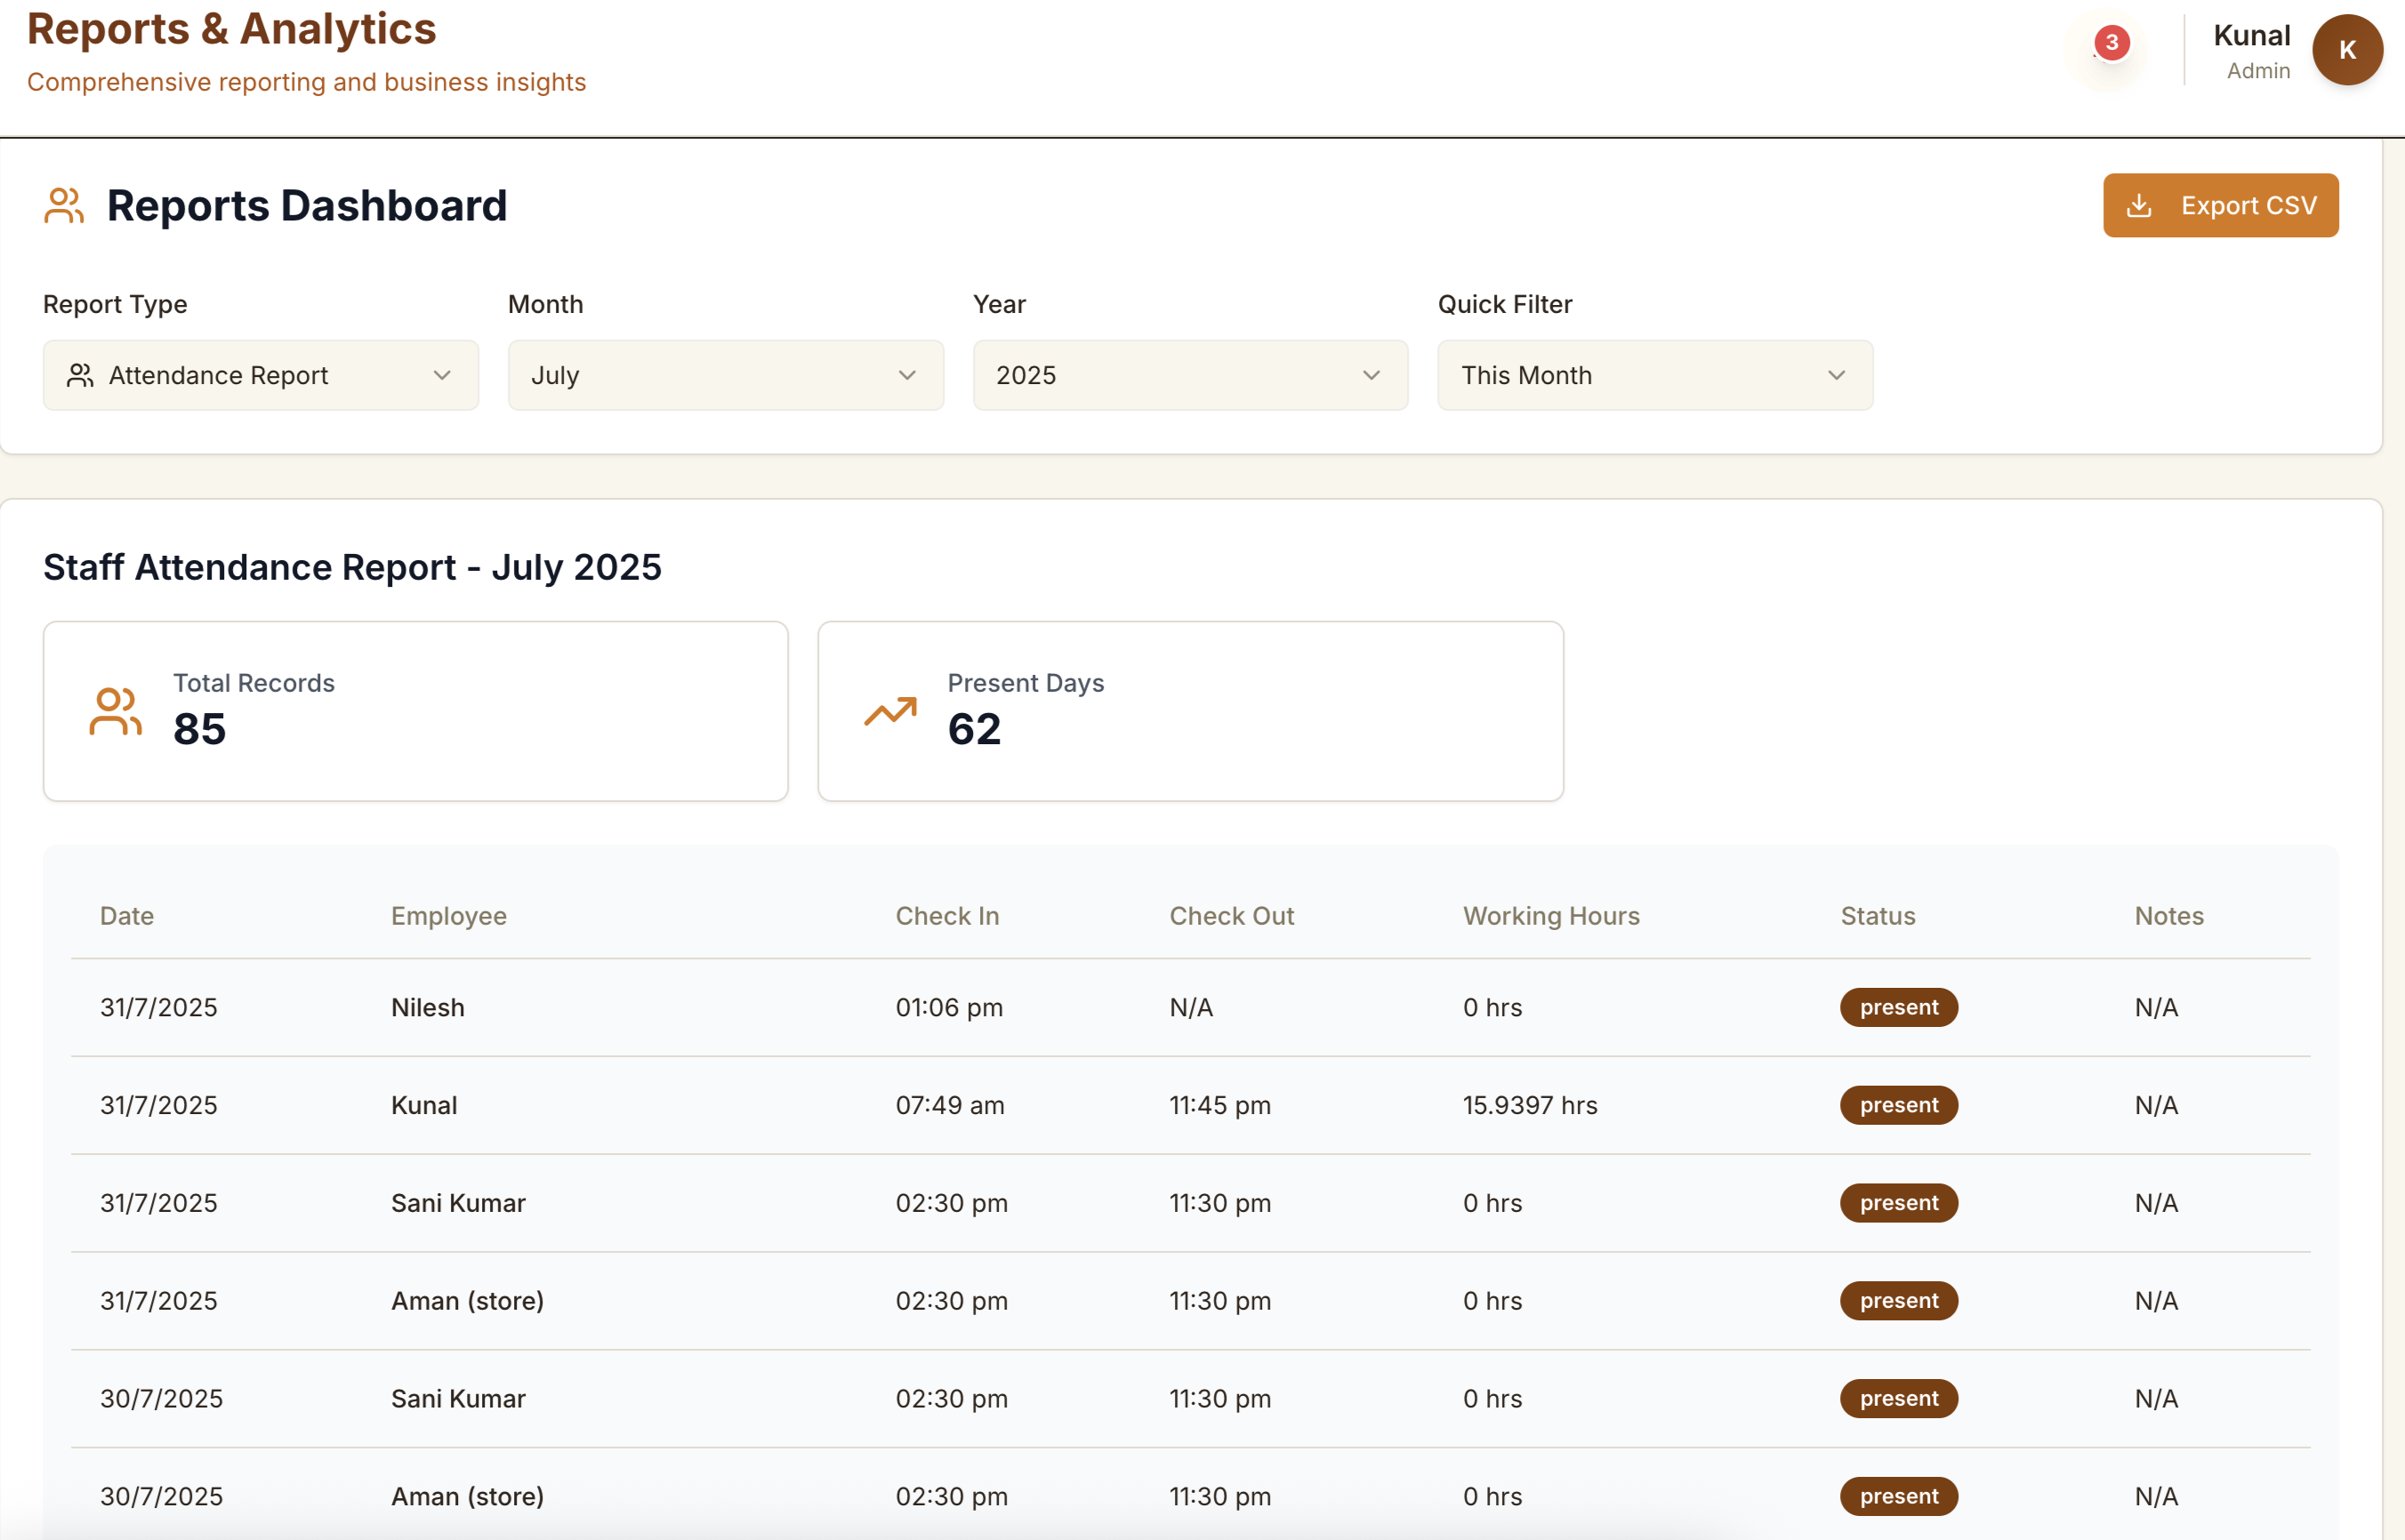 Reports & Analytics
Comprehensive reporting and business insights
3
Kunal
Admin
K
Reports Dashboard
Export CSV
Report Type
Month
Year
Quick Filter
Attendance Report
July
2025
This Month
Staff Attendance Report - July 2025
Total Records
85
Present Days
62
Date Employee Check In Check Out Working Hours Status Notes
31/7/2025 Nilesh 01:06 pm N/A 0 hrs present N/A
31/7/2025 Kunal 07:49 am 11:45 pm 15.9397 hrs present N/A
31/7/2025 Sani Kumar 02:30 pm 11:30 pm 0 hrs present N/A
31/7/2025 Aman (store) 02:30 pm 11:30 pm 0 hrs present N/A
30/7/2025 Sani Kumar 02:30 pm 11:30 pm 0 hrs present N/A
30/7/2025 Aman (store) 02:30 pm 11:30 pm 0 hrs present N/A